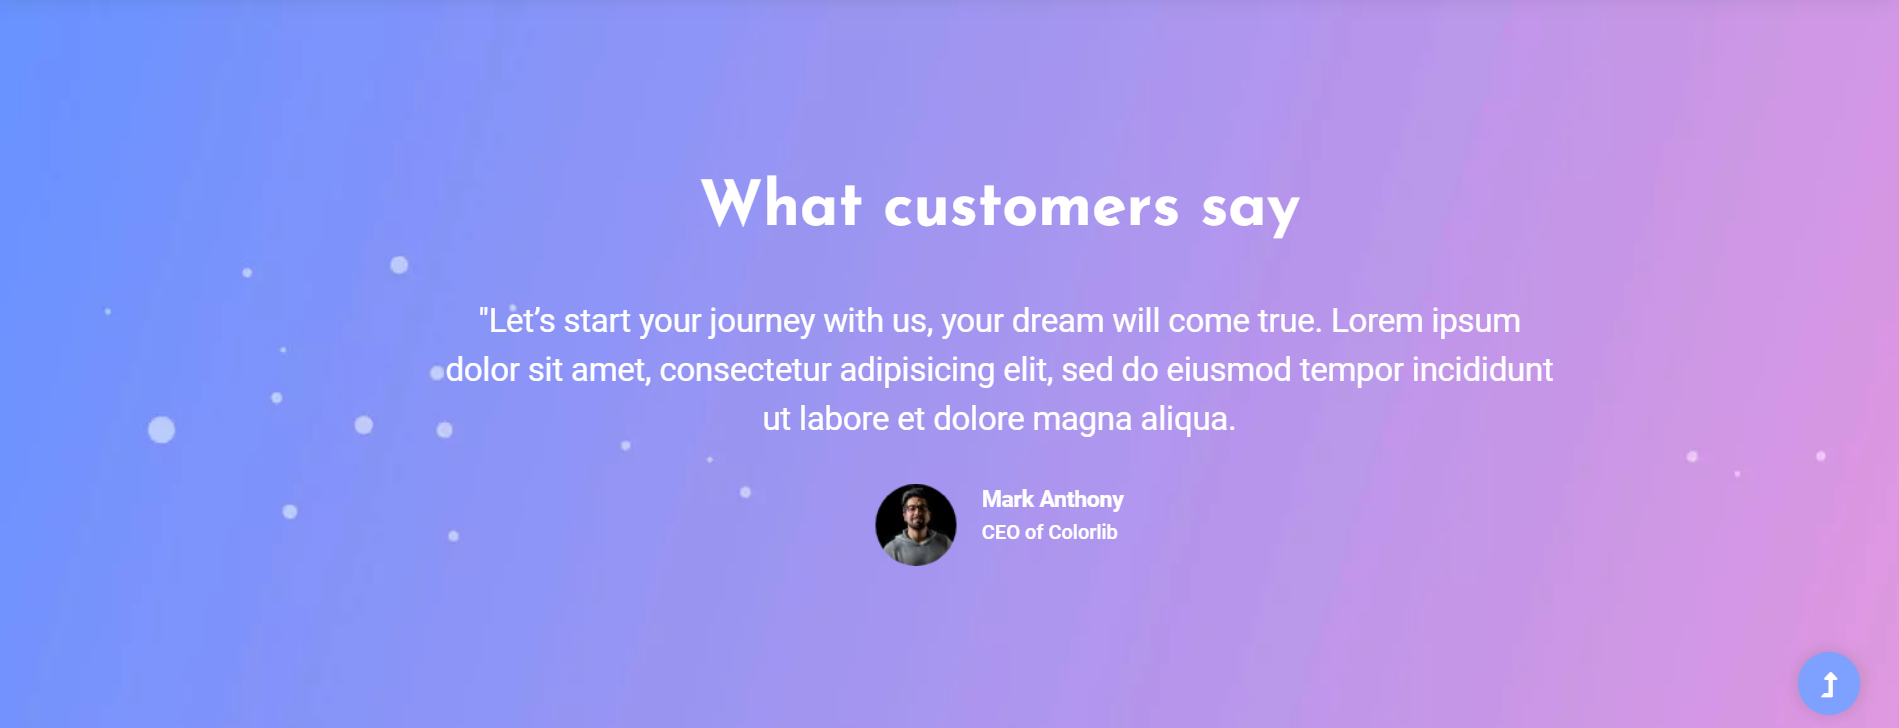 What customers say
"Let’s start your journey with us, your dream will come true. Lorem ipsum
dolor sit amet, consectetur adipisicing elit, sed do eiusmod tempor incididunt
ut labore et dolore magna aliqua.
Mark Anthony
CEO of Colorlib